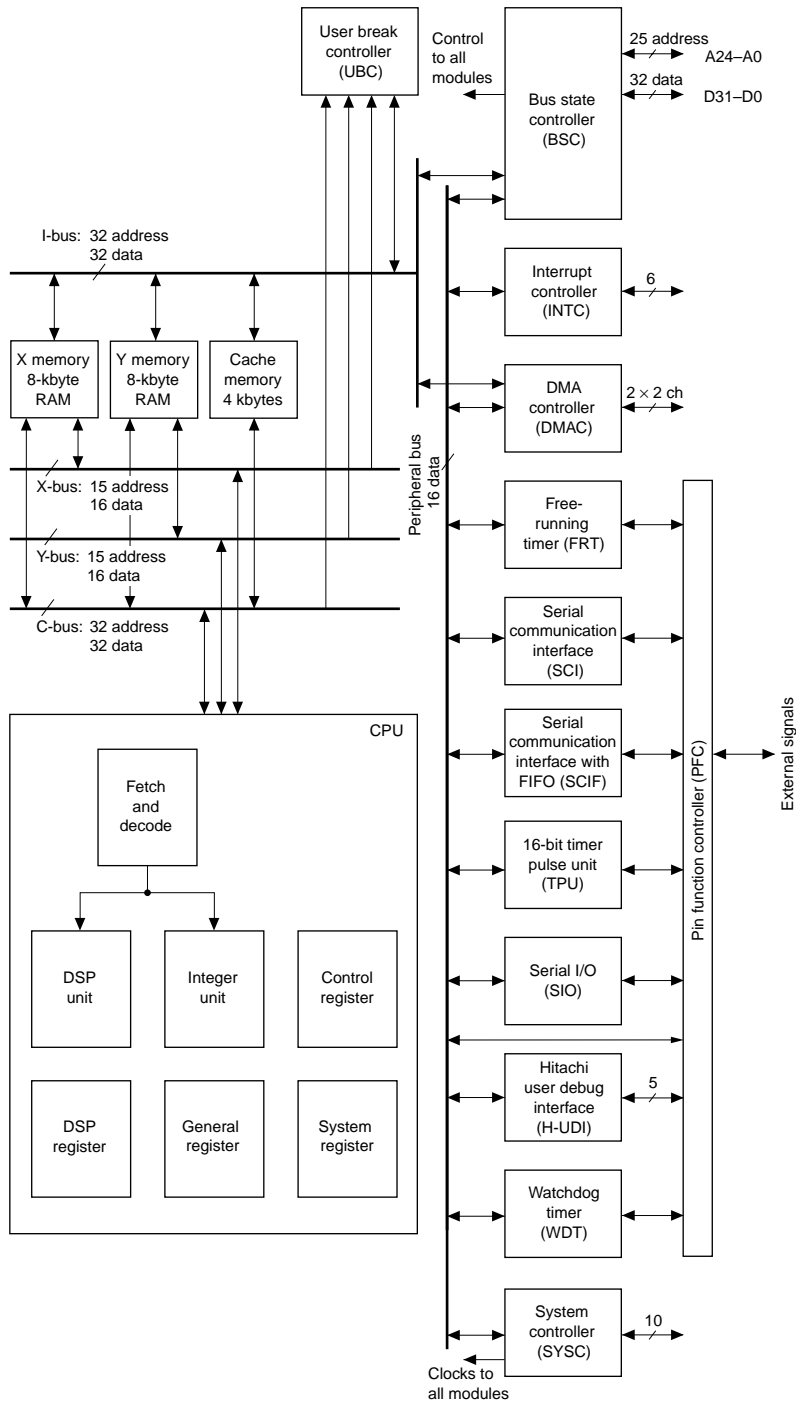 User break
controller
(UBC)
Control
to all
modules
Bus state
controller
(BSC)
25 address
A24–A0
32 data
D31–D0
I-bus: 32 address
32 data
Interrupt
controller
(INTC)
6
X memory
8-kbyte
RAM
Y memory
8-kbyte
RAM
Cache
memory
4 kbytes
DMA
controller
(DMAC)
2 × 2 ch
Peripheral bus
16 data
X-bus: 15 address
16 data
Free-
running
timer (FRT)
Y-bus: 15 address
16 data
C-bus: 32 address
32 data
Serial
communication
interface
(SCI)
CPU
Serial
communication
interface with
FIFO (SCIF)
Pin function controller (PFC)
External signals
Fetch
and
decode
16-bit timer
pulse unit
(TPU)
DSP
unit
Integer
unit
Control
register
Serial I/O
(SIO)
Hitachi
user debug
interface
(H-UDI)
5
DSP
register
General
register
System
register
Watchdog
timer
(WDT)
System
controller
(SYSC)
10
Clocks to
all modules